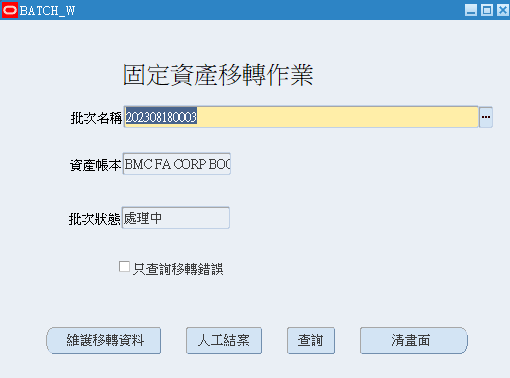 BATCH_W
固定資產移轉作業
批次名稱 202308180003 ...
資產帳本 BMC FA CORP BOO
批次狀態 處理中
只查詢移轉錯誤
維護移轉資料 人工結案 查詢 清畫面